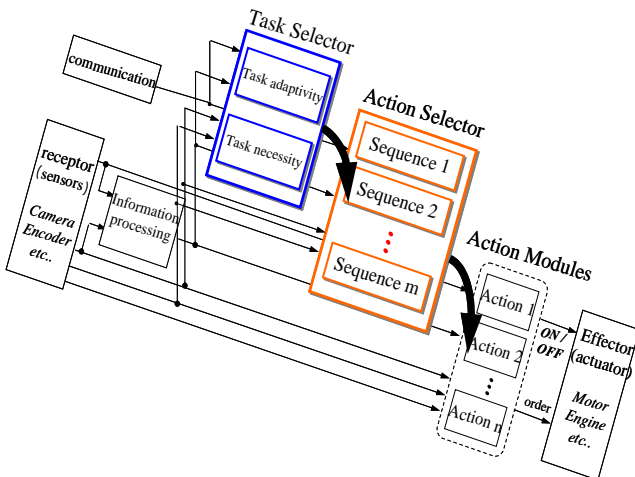 Task Selector
communication
Task adaptivity
Task necessity
Action Selector
Sequence 1
Sequence 2
Sequence m
receptor
(sensors)
Camera
Encoder
etc..
Information
processing
Action Modules
Action 1
Action 2
Action n
ON /
OFF
order
Effector
(actuator)
Motor
Engine
etc..